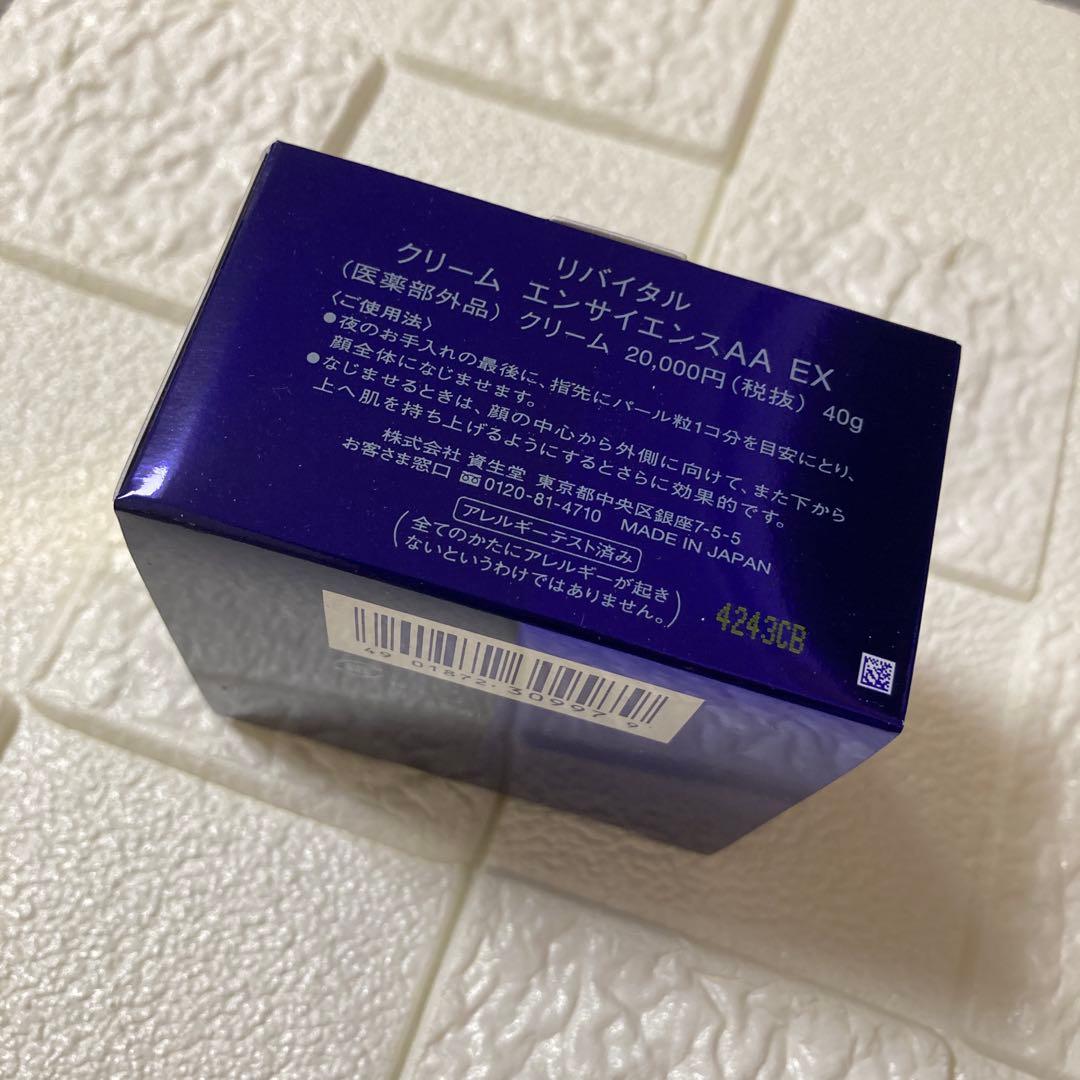 リバイタル
クリーム エンサイエンスAA EX
(医薬部外品) クリーム 20,000円(税抜) 40g
〈ご使用法〉
●夜のお手入れの最後に、指先にパール粒1コ分を目安にとり、
顔全体になじませます。
●なじませるときは、顔の中心から外側に向けて、また下から
上へ肌を持ち上げるようにするとさらに効果的です。
株式会社 資生堂 東京都中央区銀座7-5-5
お客さま窓口 0120-81-4710 MADE IN JAPAN
アレルギーテスト済み
(全てのかたにアレルギーが起き
ないというわけではありません。)
4243CB
49 01872 30997 9